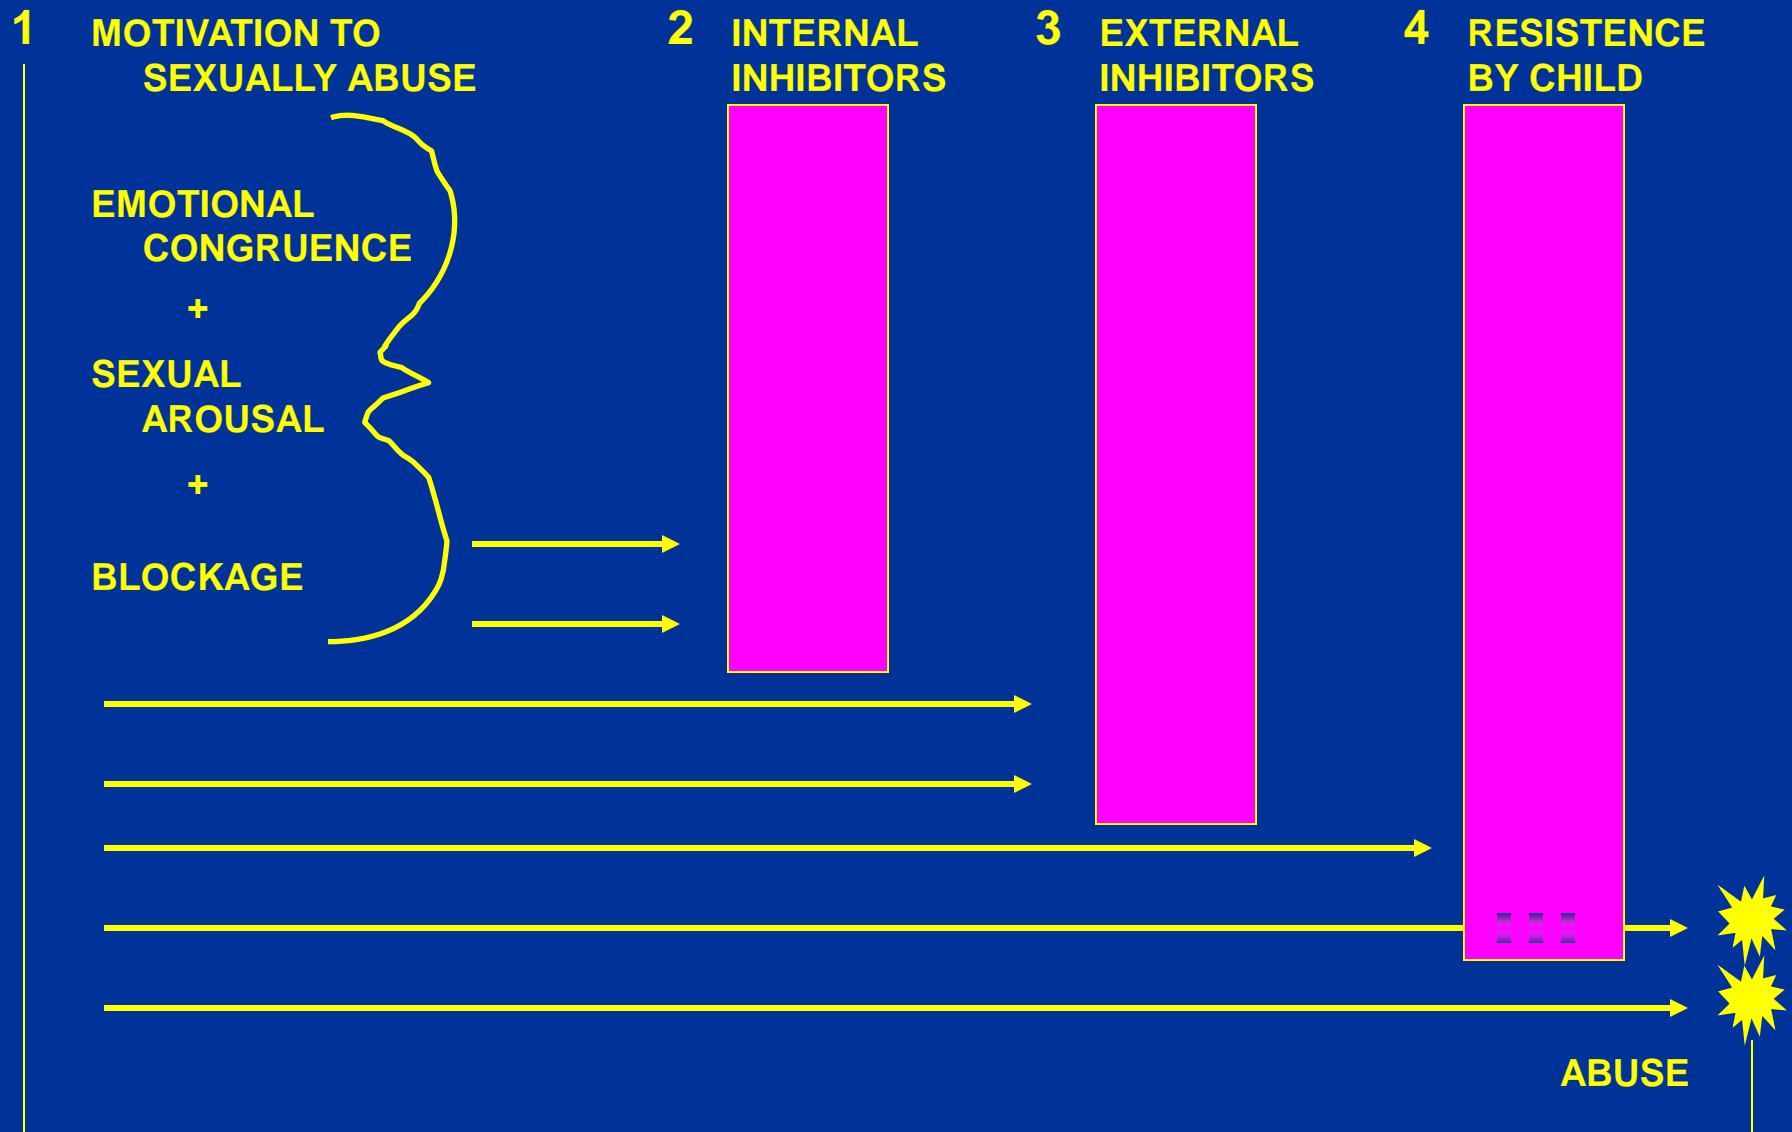 1 MOTIVATION TO
SEXUALLY ABUSE
EMOTIONAL
CONGRUENCE
+
SEXUAL
AROUSAL
+
BLOCKAGE
2 INTERNAL
INHIBITORS
3 EXTERNAL
INHIBITORS
4 RESISTENCE
BY CHILD
ABUSE